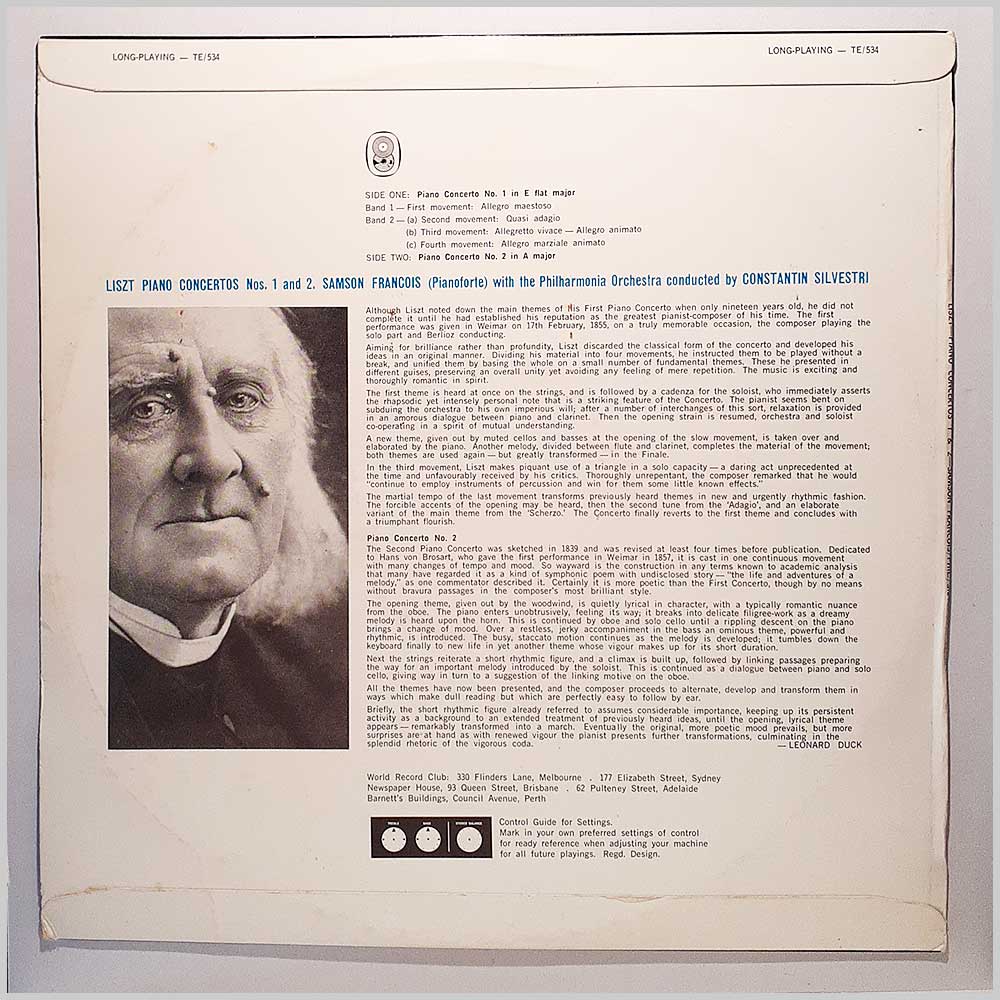 LONG-PLAYING — TE/534
LONG-PLAYING — TE/534
SIDE ONE: Piano Concerto No. 1 in E flat major
Band 1 — First movement: Allegro maestoso
Band 2 — (a) Second movement: Quasi adagio
(b) Third movement: Allegretto vivace — Allegro animato
(c) Fourth movement: Allegro marziale animato
SIDE TWO: Piano Concerto No. 2 in A major
LISZT PIANO CONCERTOS Nos. 1 and 2. SAMSON FRANCOIS (Pianoforte) with the Philharmonia Orchestra conducted by CONSTANTIN SILVESTRI
Although Liszt noted down the main themes of his First Piano Concerto when only nineteen years old, he did not
complete it until he had established his reputation as the greatest pianist-composer of his time. The first
performance was given in Weimar on 17th February, 1855, on a truly memorable occasion, the composer playing the
solo part and Berlioz conducting.
Aiming for brilliance rather than profundity, Liszt discarded the classical form of the concerto and developed his
ideas in an original manner. Dividing his material into four movements, he instructed them to be played without a
break, and unified them by basing the whole on a small number of fundamental themes. These he presented in
different guises, preserving an overall unity yet avoiding any feeling of mere repetition. The music is exciting and
thoroughly romantic in spirit.
The first theme is heard at once on the strings, and is followed by a cadenza for the soloist, who immediately asserts
the rhapsodic yet intensely personal note that is a striking feature of the Concerto. The pianist seems bent on
subduing the orchestra to his own imperious will; after a number of interchanges of this sort, relaxation is provided
in an amorous dialogue between piano and clarinet. Then the opening strain is resumed, orchestra and soloist
co-operating in a spirit of mutual understanding.
A new theme, given out by muted cellos and basses at the opening of the slow movement, is taken over and
elaborated by the piano. Another melody, divided between flute and clarinet, completes the material of the movement;
both themes are used again — but greatly transformed — in the Finale.
In the third movement, Liszt makes piquant use of a triangle in a solo capacity — a daring act unprecedented at
the time and unfavourably received by his critics. Thoroughly unrepentant, the composer remarked that he would
"continue to employ instruments of percussion and win for them some little known effects."
The martial tempo of the last movement transforms previously heard themes in new and urgently rhythmic fashion.
The forcible accents of the opening may be heard, then the second tune from the 'Adagio', and an elaborate
variant of the main theme from the 'Scherzo.' The Concerto finally reverts to the first theme and concludes with
a triumphant flourish.
Piano Concerto No. 2
The Second Piano Concerto was sketched in 1839 and was revised at least four times before publication. Dedicated
to Hans von Brosart, who gave the first performance in Weimar in 1857, it is cast in one continuous movement
with many changes of tempo and mood. So wayward is the construction in any terms known to academic analysis
that many have regarded it as a kind of symphonic poem with undisclosed story — "the life and adventures of a
melody," as one commentator described it. Certainly it is more poetic than the First Concerto, though by no means
without bravura passages in the composer's most brilliant style.
The opening theme, given out by the woodwind, is quietly lyrical in character, with a typically romantic nuance
from the oboe. The piano enters unobtrusively, feeling its way; it breaks into delicate filigree-work as a dreamy
melody is heard upon the horn. This is continued by oboe and solo cello until a rippling descent on the piano
brings a change of mood. Over a restless, jerky accompaniment in the bass an ominous theme, powerful and
rhythmic, is introduced. The busy, staccato motion continues as the melody is developed; it tumbles down the
keyboard finally to new life in yet another theme whose vigour makes up for its short duration.
Next the strings reiterate a short rhythmic figure, and a climax is built up, followed by linking passages preparing
the way for an important melody introduced by the soloist. This is continued as a dialogue between piano and solo
cello, giving way in turn to a suggestion of the linking motive on the oboe.
All the themes have now been presented, and the composer proceeds to alternate, develop and transform them in
ways which make dull reading but which are perfectly easy to follow by ear.
Briefly, the short rhythmic figure already referred to assumes considerable importance, keeping up its persistent
activity as a background to an extended treatment of previously heard ideas, until the opening, lyrical theme
appears — remarkably transformed into a march. Eventually the original, more poetic mood prevails, but more
surprises are at hand as with renewed vigour the pianist presents further transformations, culminating in the
splendid rhetoric of the vigorous coda.
— LEONARD DUCK
World Record Club: 330 Flinders Lane, Melbourne . 177 Elizabeth Street, Sydney
Newspaper House, 93 Queen Street, Brisbane . 62 Pulteney Street, Adelaide
Barnett's Buildings, Council Avenue, Perth
TREBLE BASS STEREO BALANCE
Control Guide for Settings.
Mark in your own preferred settings of control
for ready reference when adjusting your machine
for all future playings. Regd. Design.